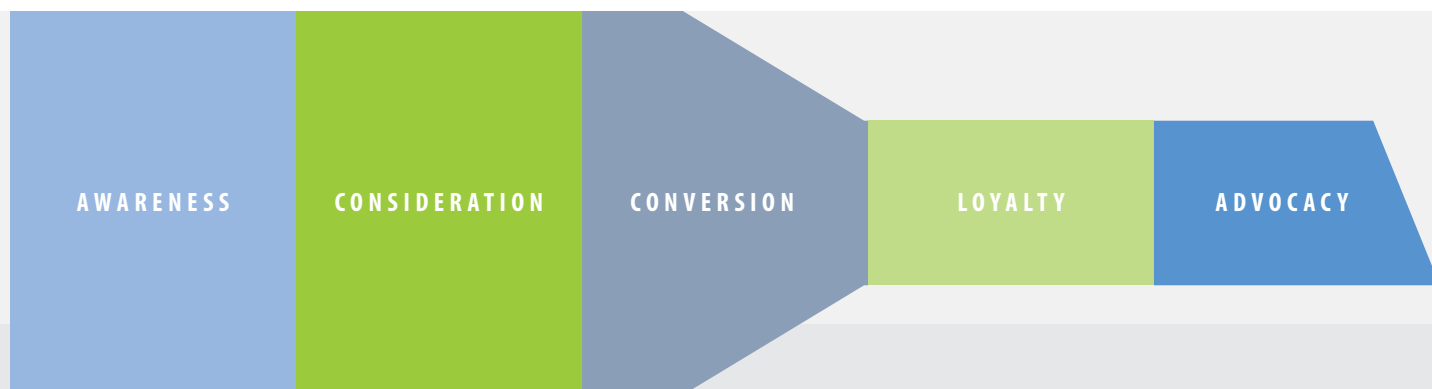 AWARENESS
CONSIDERATION
CONVERSION
LOYALTY
ADVOCACY